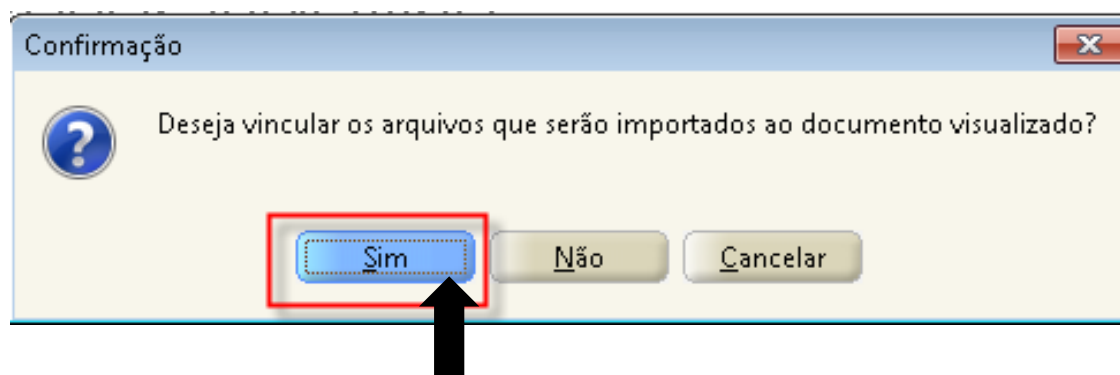 Confirmação
Deseja vincular os arquivos que serão importados ao documento visualizado?
Sim Não Cancelar